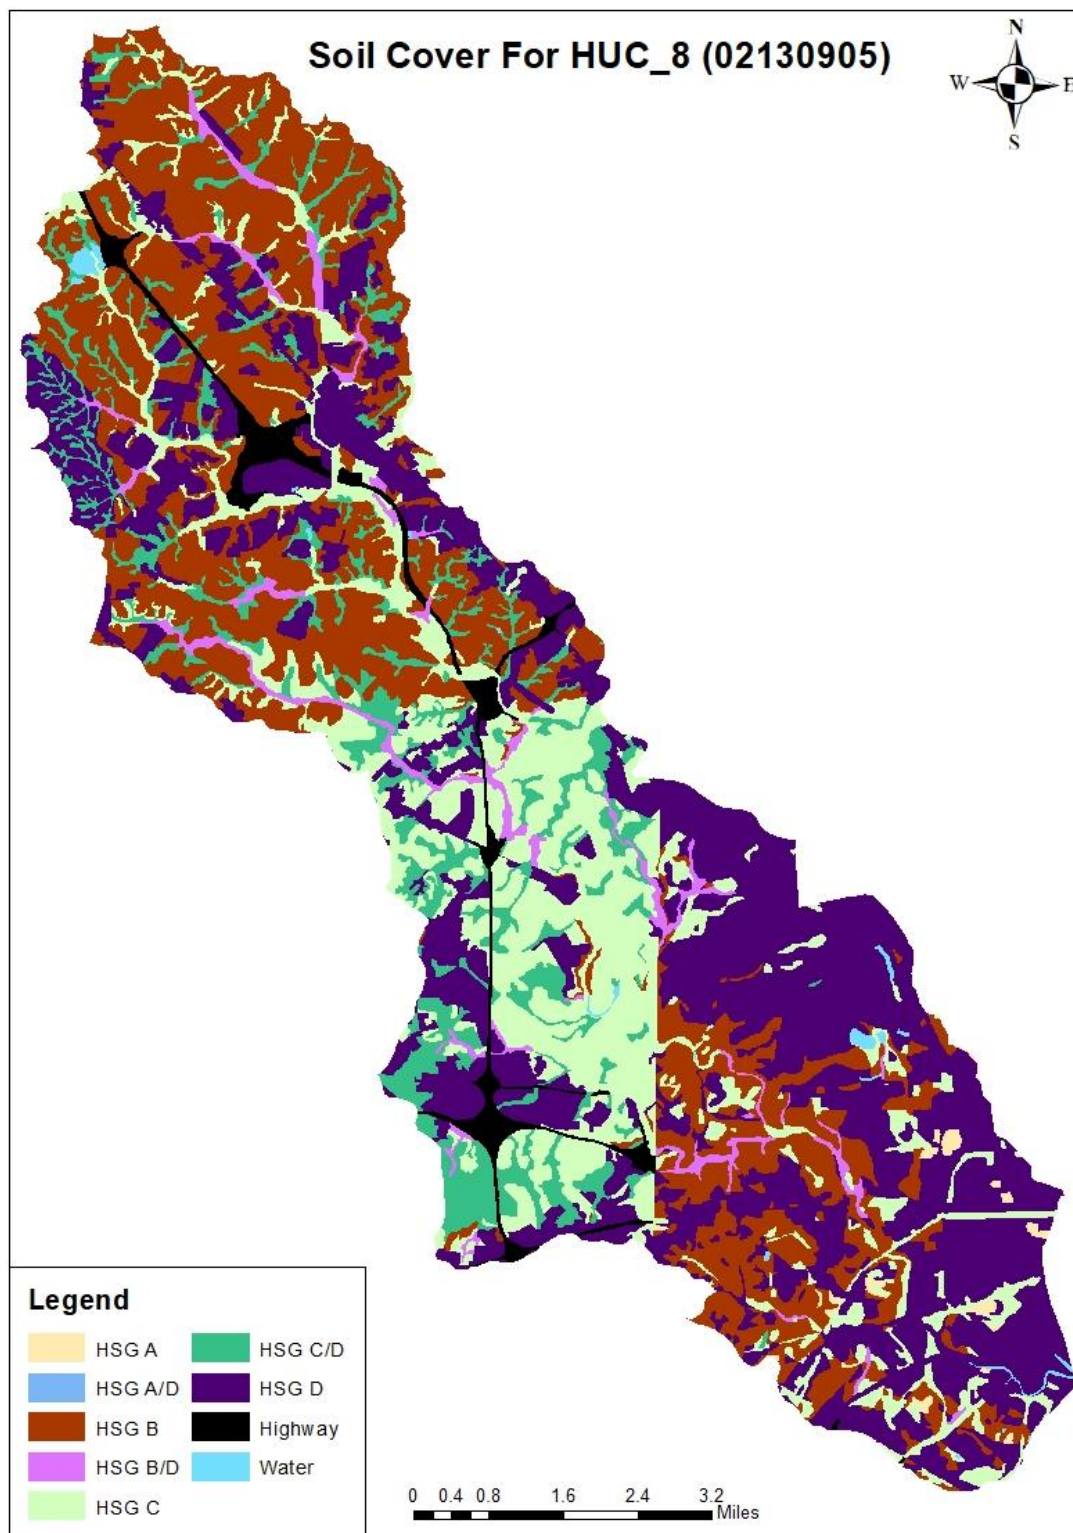 Soil Cover For HUC_8 (02130905)
N
W E
S
Legend
HSG A
HSG A/D
HSG B
HSG B/D
HSG C
HSG C/D
HSG D
Highway
Water
0 0.4 0.8 1.6 2.4 3.2
Miles